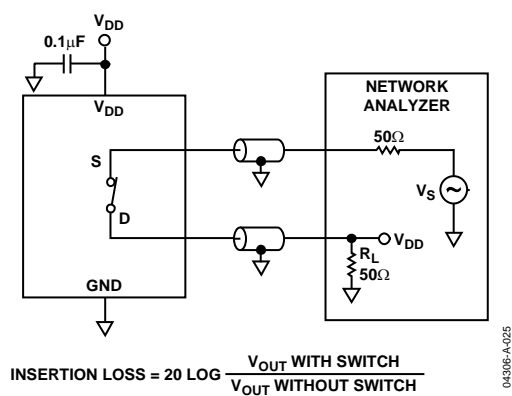 VDD
0.1μF
VDD
NETWORK
ANALYZER
50Ω
S
VS
D
VDD
RL
50Ω
GND
INSERTION LOSS = 20 LOG VOUT WITH SWITCH
VOUT WITHOUT SWITCH
04306-A-025